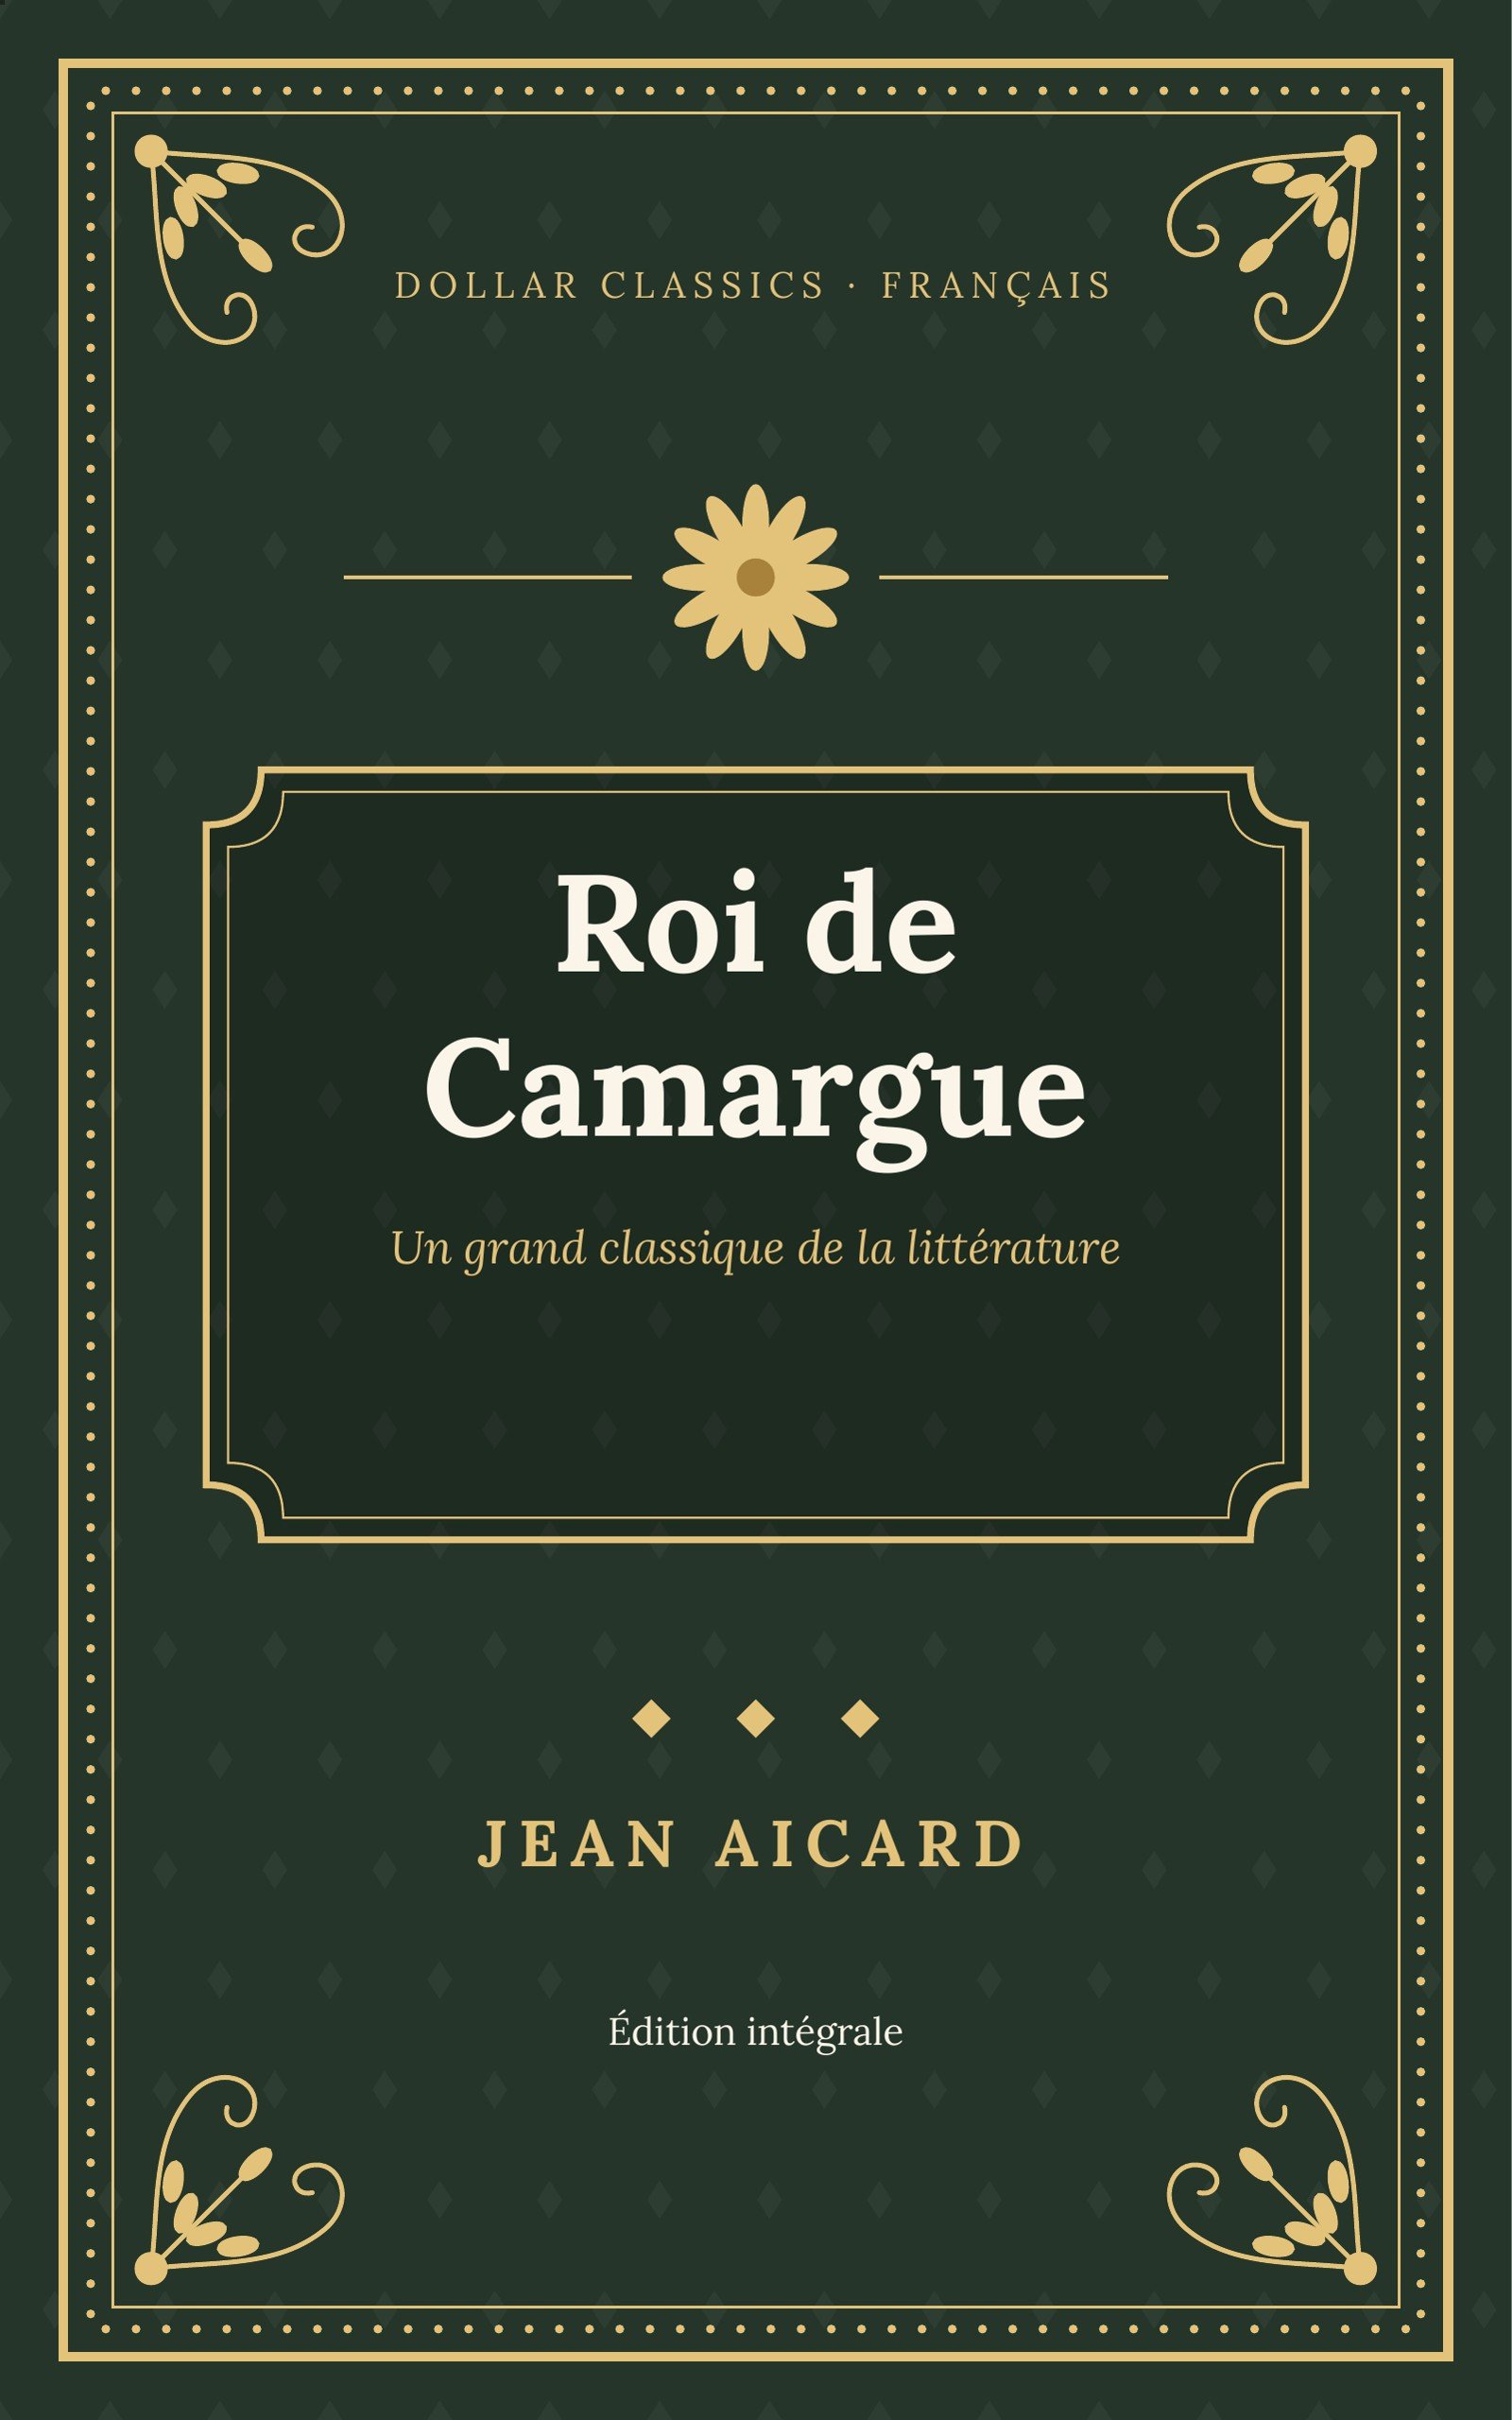 DOLLAR CLASSICS · FRANÇAIS
Roi de
Camargue
Un grand classique de la littérature
JEAN AICARD
Édition intégrale